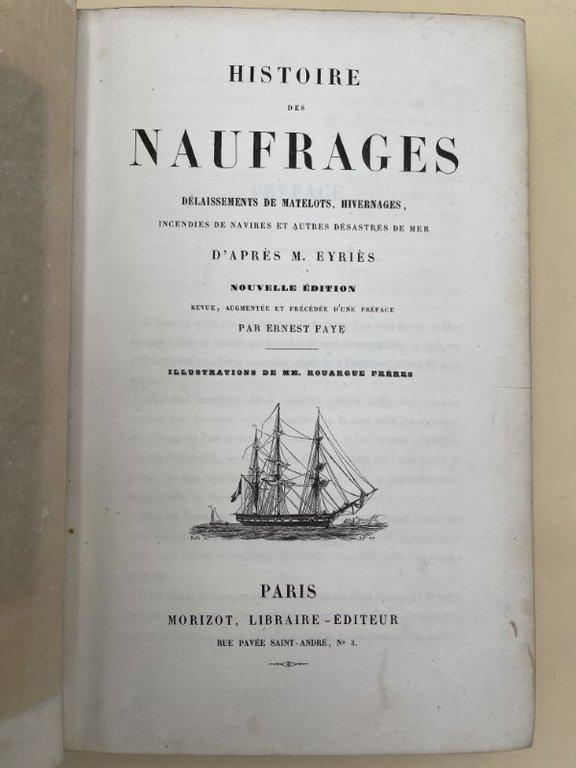 HISTOIRE
DES
NAUFRAGES
DÉLAISSEMENTS DE MATELOTS, HIVERNAGES,
INCENDIES DE NAVIRES ET AUTRES DÉSASTRES DE MER
D'APRÈS M. EYRIÈS
NOUVELLE ÉDITION
REVUE, AUGMENTÉE ET PRÉCÉDÉE D'UNE PRÉFACE
PAR ERNEST FAYE
ILLUSTRATIONS DE MM. ROUARGUE FRÈRES
PARIS
MORIZOT, LIBRAIRE-ÉDITEUR
RUE PAVÉE SAINT-ANDRÉ, No 3.